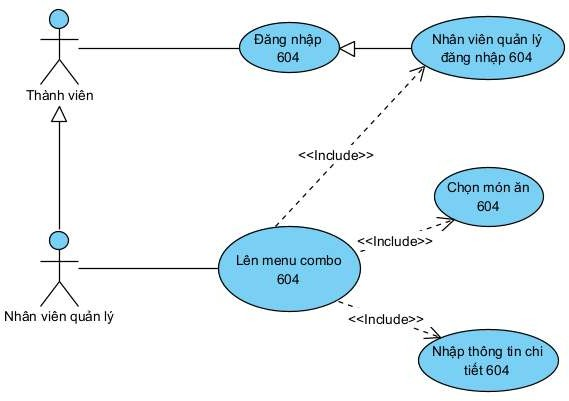 Đăng nhập
604
Nhân viên quản lý
đăng nhập 604
Thành viên
<<Include>>
Chọn món ăn
604
<<Include>>
Lên menu combo
604
Nhân viên quản lý
<<Include>>
Nhập thông tin chi
tiết 604